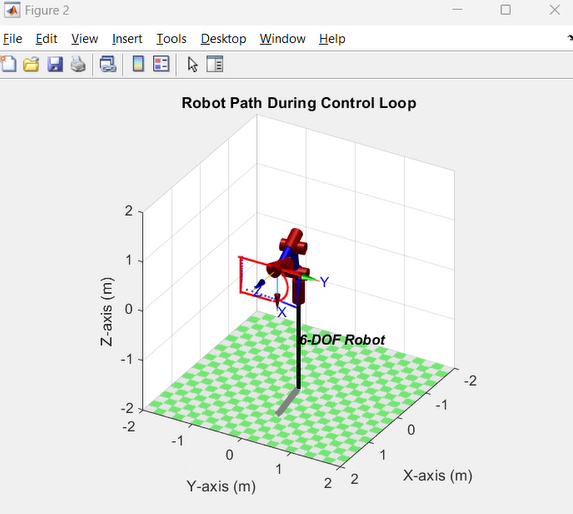 Figure 2
File Edit View Insert Tools Desktop Window Help
Robot Path During Control Loop
2
1
0
-1
-2
Z-axis (m)
Y
Z
X
6-DOF Robot
-2
-1
0
1
2
Y-axis (m)
2
1
0
-1
-2
X-axis (m)